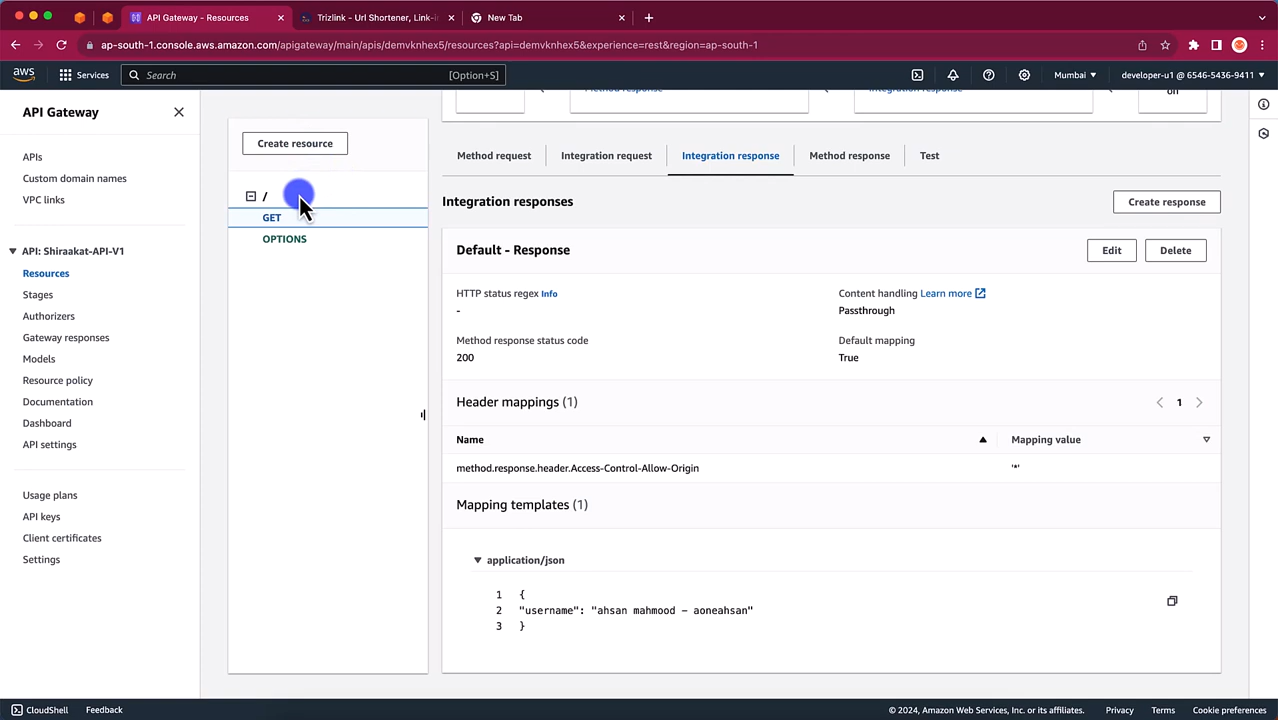 API Gateway - Resources
Trizlink - Url Shortener, Link-in
New Tab
ap-south-1.console.aws.amazon.com/apigateway/main/apis/demvknhex5/resources?api=demvknhex5&experience=rest&region=ap-south-1
aws
Services
Search
[Option+S]
Mumbai
developer-u1 @ 6546-5436-9411
API Gateway
APIs
Custom domain names
VPC links
API: Shiraakat-API-V1
Resources
Stages
Authorizers
Gateway responses
Models
Resource policy
Documentation
Dashboard
API settings
Usage plans
API keys
Client certificates
Settings
Create resource
/
GET
OPTIONS
Method response
Integration response
on
Method request
Integration request
Integration response
Method response
Test
Integration responses
Create response
Default - Response
Edit
Delete
HTTP status regex Info
-
Content handling Learn more
Passthrough
Method response status code
200
Default mapping
True
Header mappings (1)
1
Name
Mapping value
method.response.header.Access-Control-Allow-Origin
'*'
Mapping templates (1)
application/json
1 {
2 "username": "ahsan mahmood - aoneahsan"
3 }
CloudShell
Feedback
© 2024, Amazon Web Services, Inc. or its affiliates.
Privacy
Terms
Cookie preferences